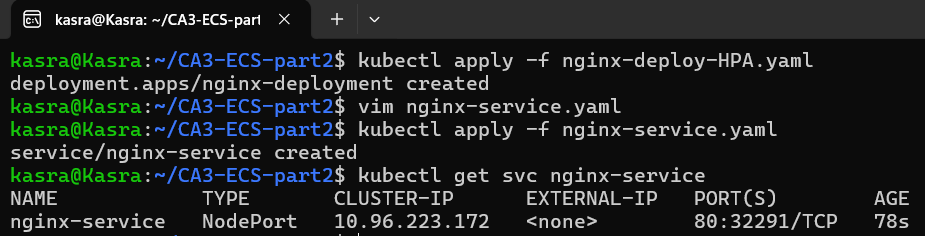 kasra@Kasra: ~/CA3-ECS-part
kasra@Kasra:~/CA3-ECS-part2$ kubectl apply -f nginx-deploy-HPA.yaml
deployment.apps/nginx-deployment created
kasra@Kasra:~/CA3-ECS-part2$ vim nginx-service.yaml
kasra@Kasra:~/CA3-ECS-part2$ kubectl apply -f nginx-service.yaml
service/nginx-service created
kasra@Kasra:~/CA3-ECS-part2$ kubectl get svc nginx-service
NAME TYPE CLUSTER-IP EXTERNAL-IP PORT(S) AGE
nginx-service NodePort 10.96.223.172 <none> 80:32291/TCP 78s